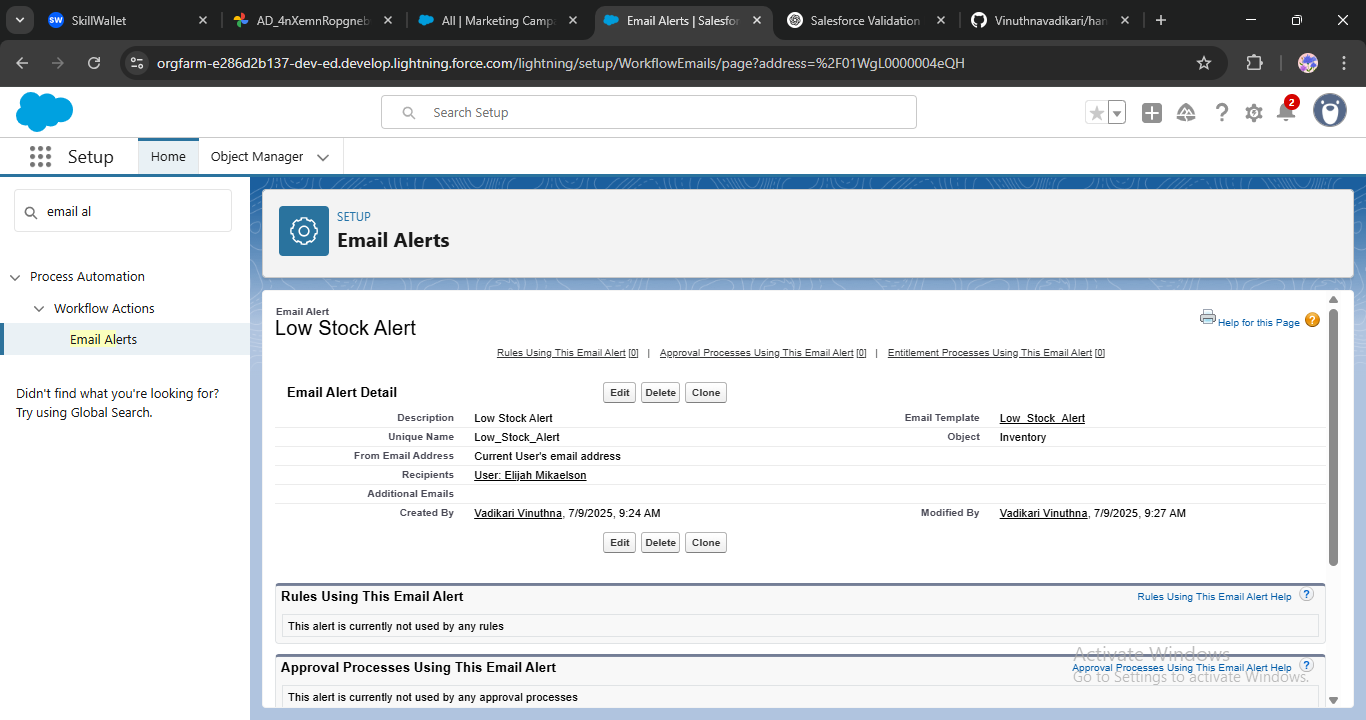 SW SkillWallet
AD_4nXemnRopgneb
All | Marketing Camp
Email Alerts | Salesfor
Salesforce Validation
Vinuthnavadikari/han
orgfarm-e286d2b137-dev-ed.develop.lightning.force.com/lightning/setup/WorkflowEmails/page?address=%2F01WgL0000004eQH
Search Setup
2
Setup
Home
Object Manager
email al
Process Automation
Workflow Actions
Email Alerts
Didn't find what you're looking for?
Try using Global Search.
SETUP
Email Alerts
Email Alert
Low Stock Alert
Help for this Page ?
Rules Using This Email Alert [0] | Approval Processes Using This Email Alert [0] | Entitlement Processes Using This Email Alert [0]
Email Alert Detail
Edit Delete Clone
Description Low Stock Alert Email Template Low_Stock_Alert
Unique Name Low_Stock_Alert Object Inventory
From Email Address Current User's email address
Recipients User: Elijah Mikaelson
Additional Emails
Created By Vadikari Vinuthna, 7/9/2025, 9:24 AM Modified By Vadikari Vinuthna, 7/9/2025, 9:27 AM
Edit Delete Clone
Rules Using This Email Alert
Rules Using This Email Alert Help ?
This alert is currently not used by any rules
Approval Processes Using This Email Alert
Approval Processes Using This Email Alert Help ?
This alert is currently not used by any approval processes
Activate Windows
Go to Settings to activate Windows.